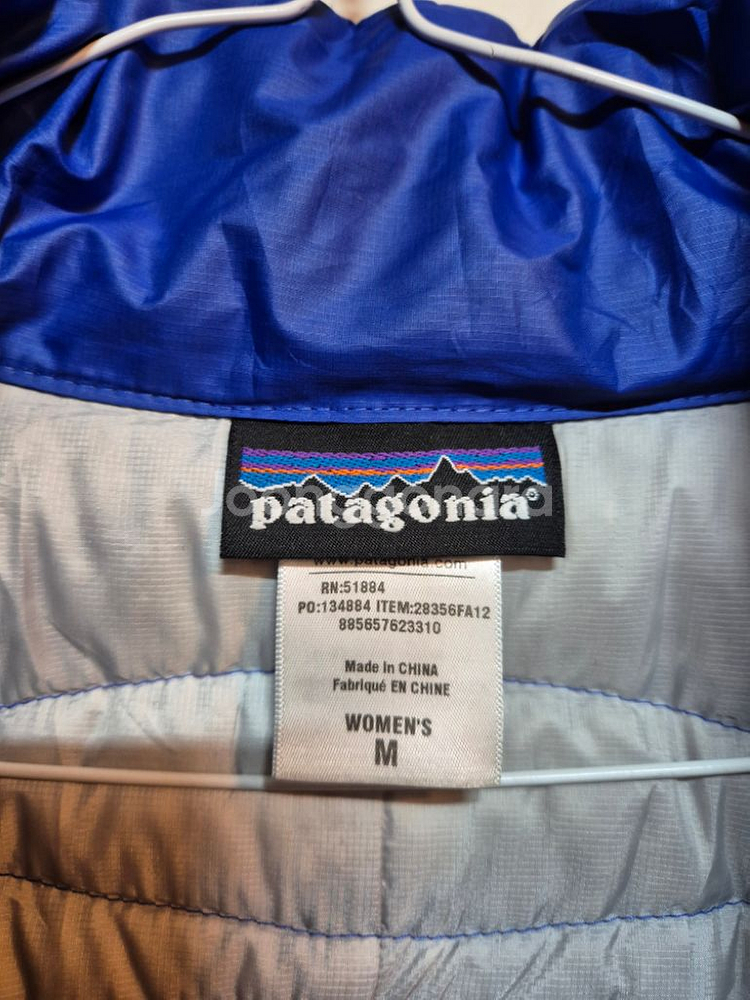 patagonia®
www.patagonia.com
RN:51884
PO:134884 ITEM:28356FA12
885657623310
Made in CHINA
Fabriqué EN CHINE
WOMEN'S
M